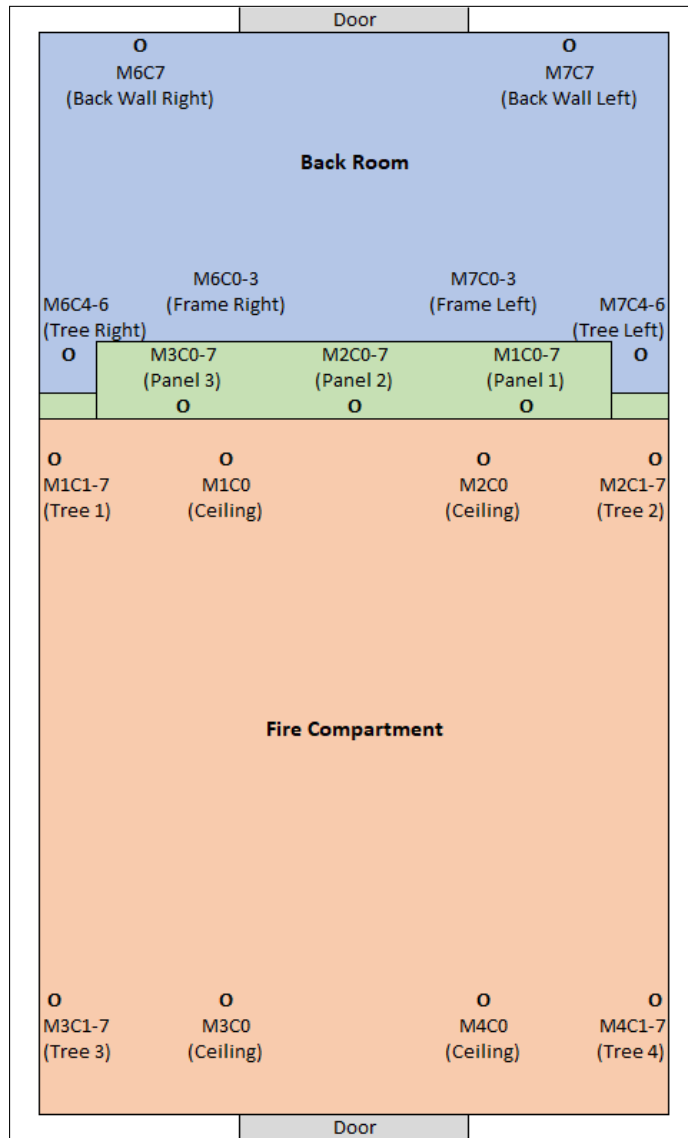 Door
O O
M6C7 M7C7
(Back Wall Right) (Back Wall Left)
Back Room
M6C0-3 M7C0-3
M6C4-6 (Frame Right) (Frame Left) M7C4-6
(Tree Right) (Tree Left)
O M3C0-7 M2C0-7 M1C0-7 O
(Panel 3) (Panel 2) (Panel 1)
O O O
O O O O
M1C1-7 M1C0 M2C0 M2C1-7
(Tree 1) (Ceiling) (Ceiling) (Tree 2)
Fire Compartment
O O O O
M3C1-7 M3C0 M4C0 M4C1-7
(Tree 3) (Ceiling) (Ceiling) (Tree 4)
Door